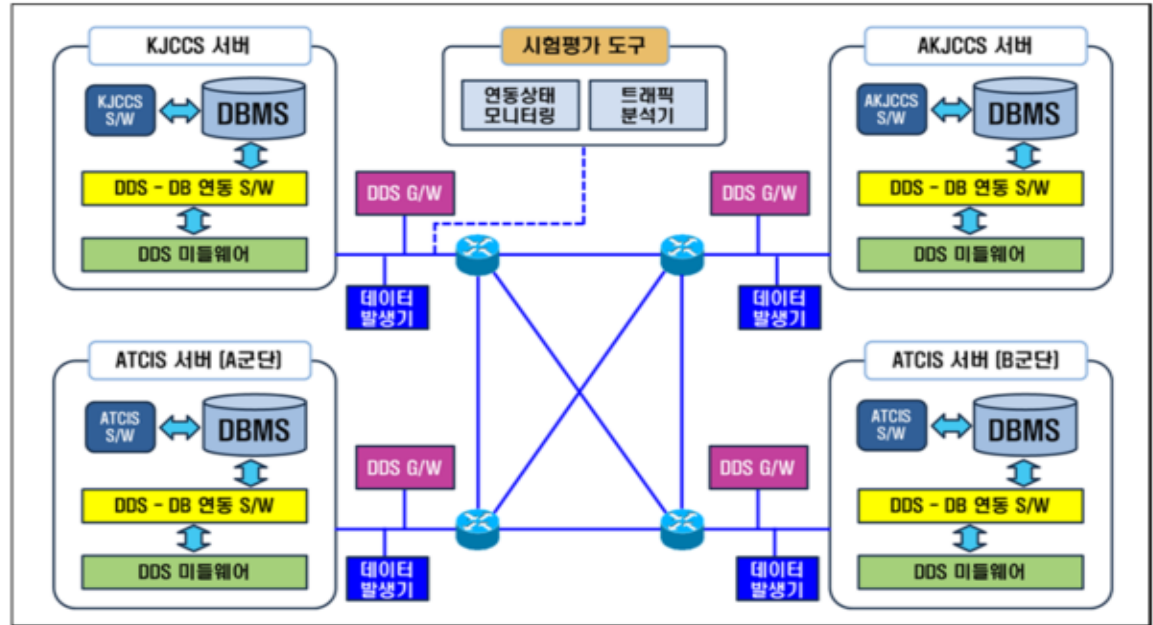 KJCCS 서버
KJCCS
S/W
DBMS
DDS - DB 연동 S/W
DDS 미들웨어
시험평가 도구
연동상태
모니터링
트래픽
분석기
AKJCCS 서버
AKJCCS
S/W
DBMS
DDS - DB 연동 S/W
DDS 미들웨어
DDS G/W
데이터
발생기
DDS G/W
데이터
발생기
ATCIS 서버 (A군단)
ATCIS
S/W
DBMS
DDS - DB 연동 S/W
DDS 미들웨어
DDS G/W
데이터
발생기
DDS G/W
데이터
발생기
ATCIS 서버 (B군단)
ATCIS
S/W
DBMS
DDS - DB 연동 S/W
DDS 미들웨어